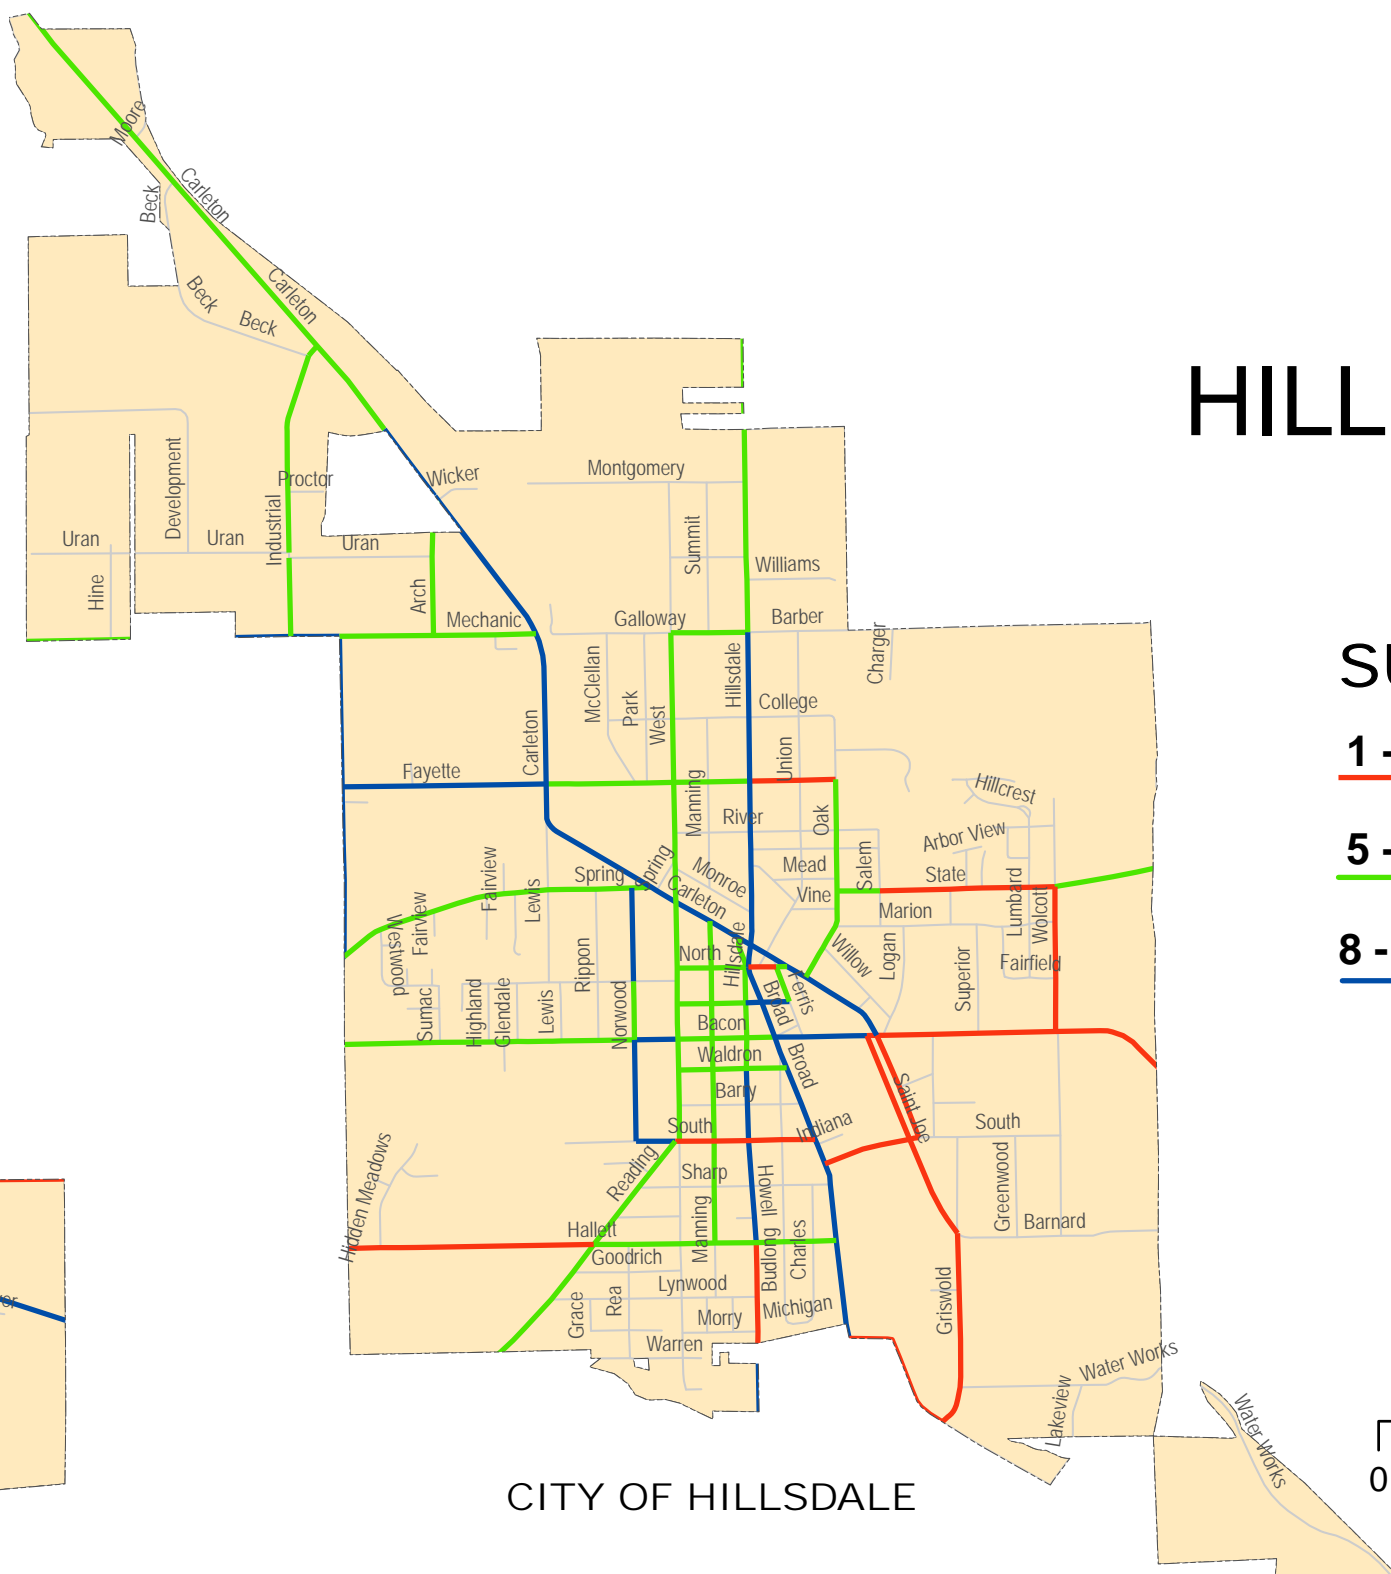 Moore
Carleton
Beck
Carleton
Beck
Beck
HILL
Montgomery
Wicker
Proctor
Development
Industrial
Summit
Uran
Uran
Uran
Williams
Hine
Arch
Mechanic
Galloway
Barber
Charger
SU
McClellan
Park
West
Hillsdale
College
Carleton
Union
1 -
Fayette
Hillcrest
Manning
River
Oak
Arbor View
5 -
Spring
Spring
Monroe
Mead
Salem
State
Fairview
Fairview
Lewis
Carleton
Vine
Marion
Lumbard
Wolcott
Westwood
North
Hillsdale
Willow
Logan
Superior
Fairfield
8 -
Rippon
Sumac
Highland
Glendale
Lewis
Norwood
Broad
Ferris
Bacon
Waldron
Broad
Barry
Saint Joe
South
Indiana
South
Reading
Sharp
Howell
Greenwood
Hidden Meadows
Hallett
Manning
Barnard
Goodrich
Budlong
Charles
Lynwood
Grace
Rea
Morry
Michigan
Griswold
Warren
Water Works
Lakeview
Water Works
0
CITY OF HILLSDALE